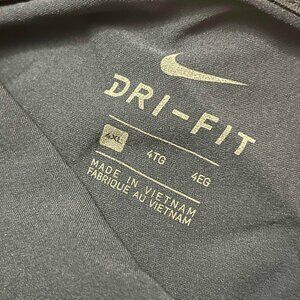 DRI-FIT
4XL 4TG 4EG
MADE IN VIETNAM
FABRIQUÉ AU VIETNAM